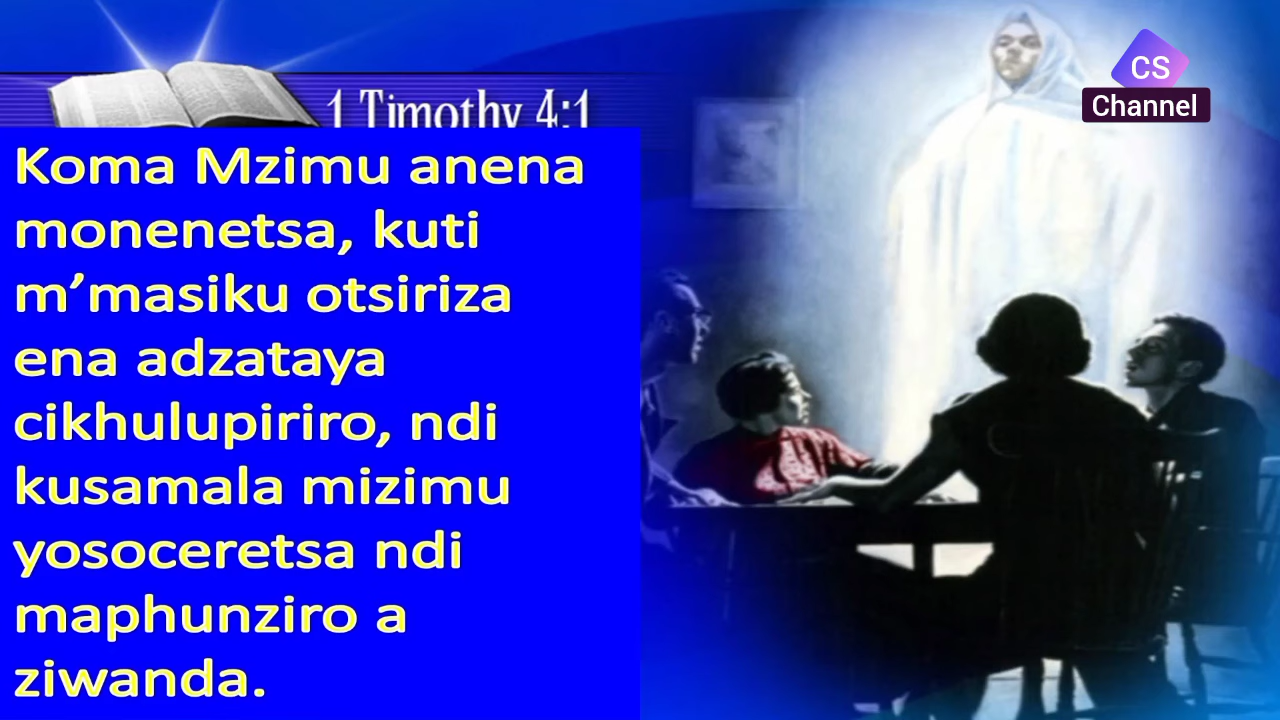 1 Timothy 4:1
CS
Channel
Koma Mzimu anena
monenetsa, kuti
m’masiku otsiriza
ena adzataya
cikhulupiriro, ndi
kusamala mizimu
yosoceretsa ndi
maphunziro a
ziwanda.